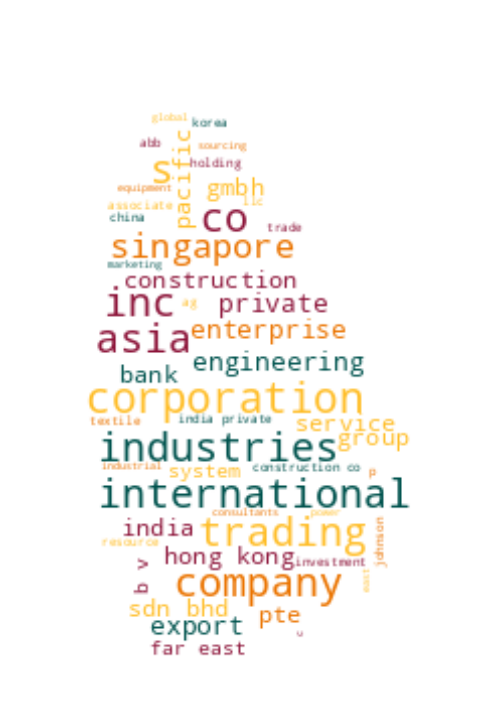 global
korea
abb
sourcing
pacific
s
holding
equipment
gmbh
llc
associate
china
co
trade
singapore
marketing
construction
inc
ag
private
asia
enterprise
engineering
bank
corporation
textile
india private
service
industries
group
industrial
system
construction co
p
international
consultants
power
india
trading
johnson
resource
hong kong
investment
b v
company
east
sdn bhd
pte
export
u
far east